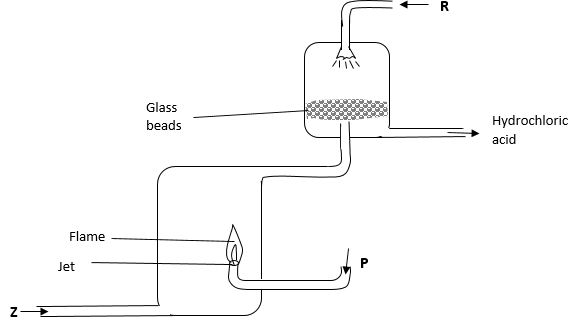 R
Glass
beads
Hydrochloric
acid
Flame
Jet
P
Z